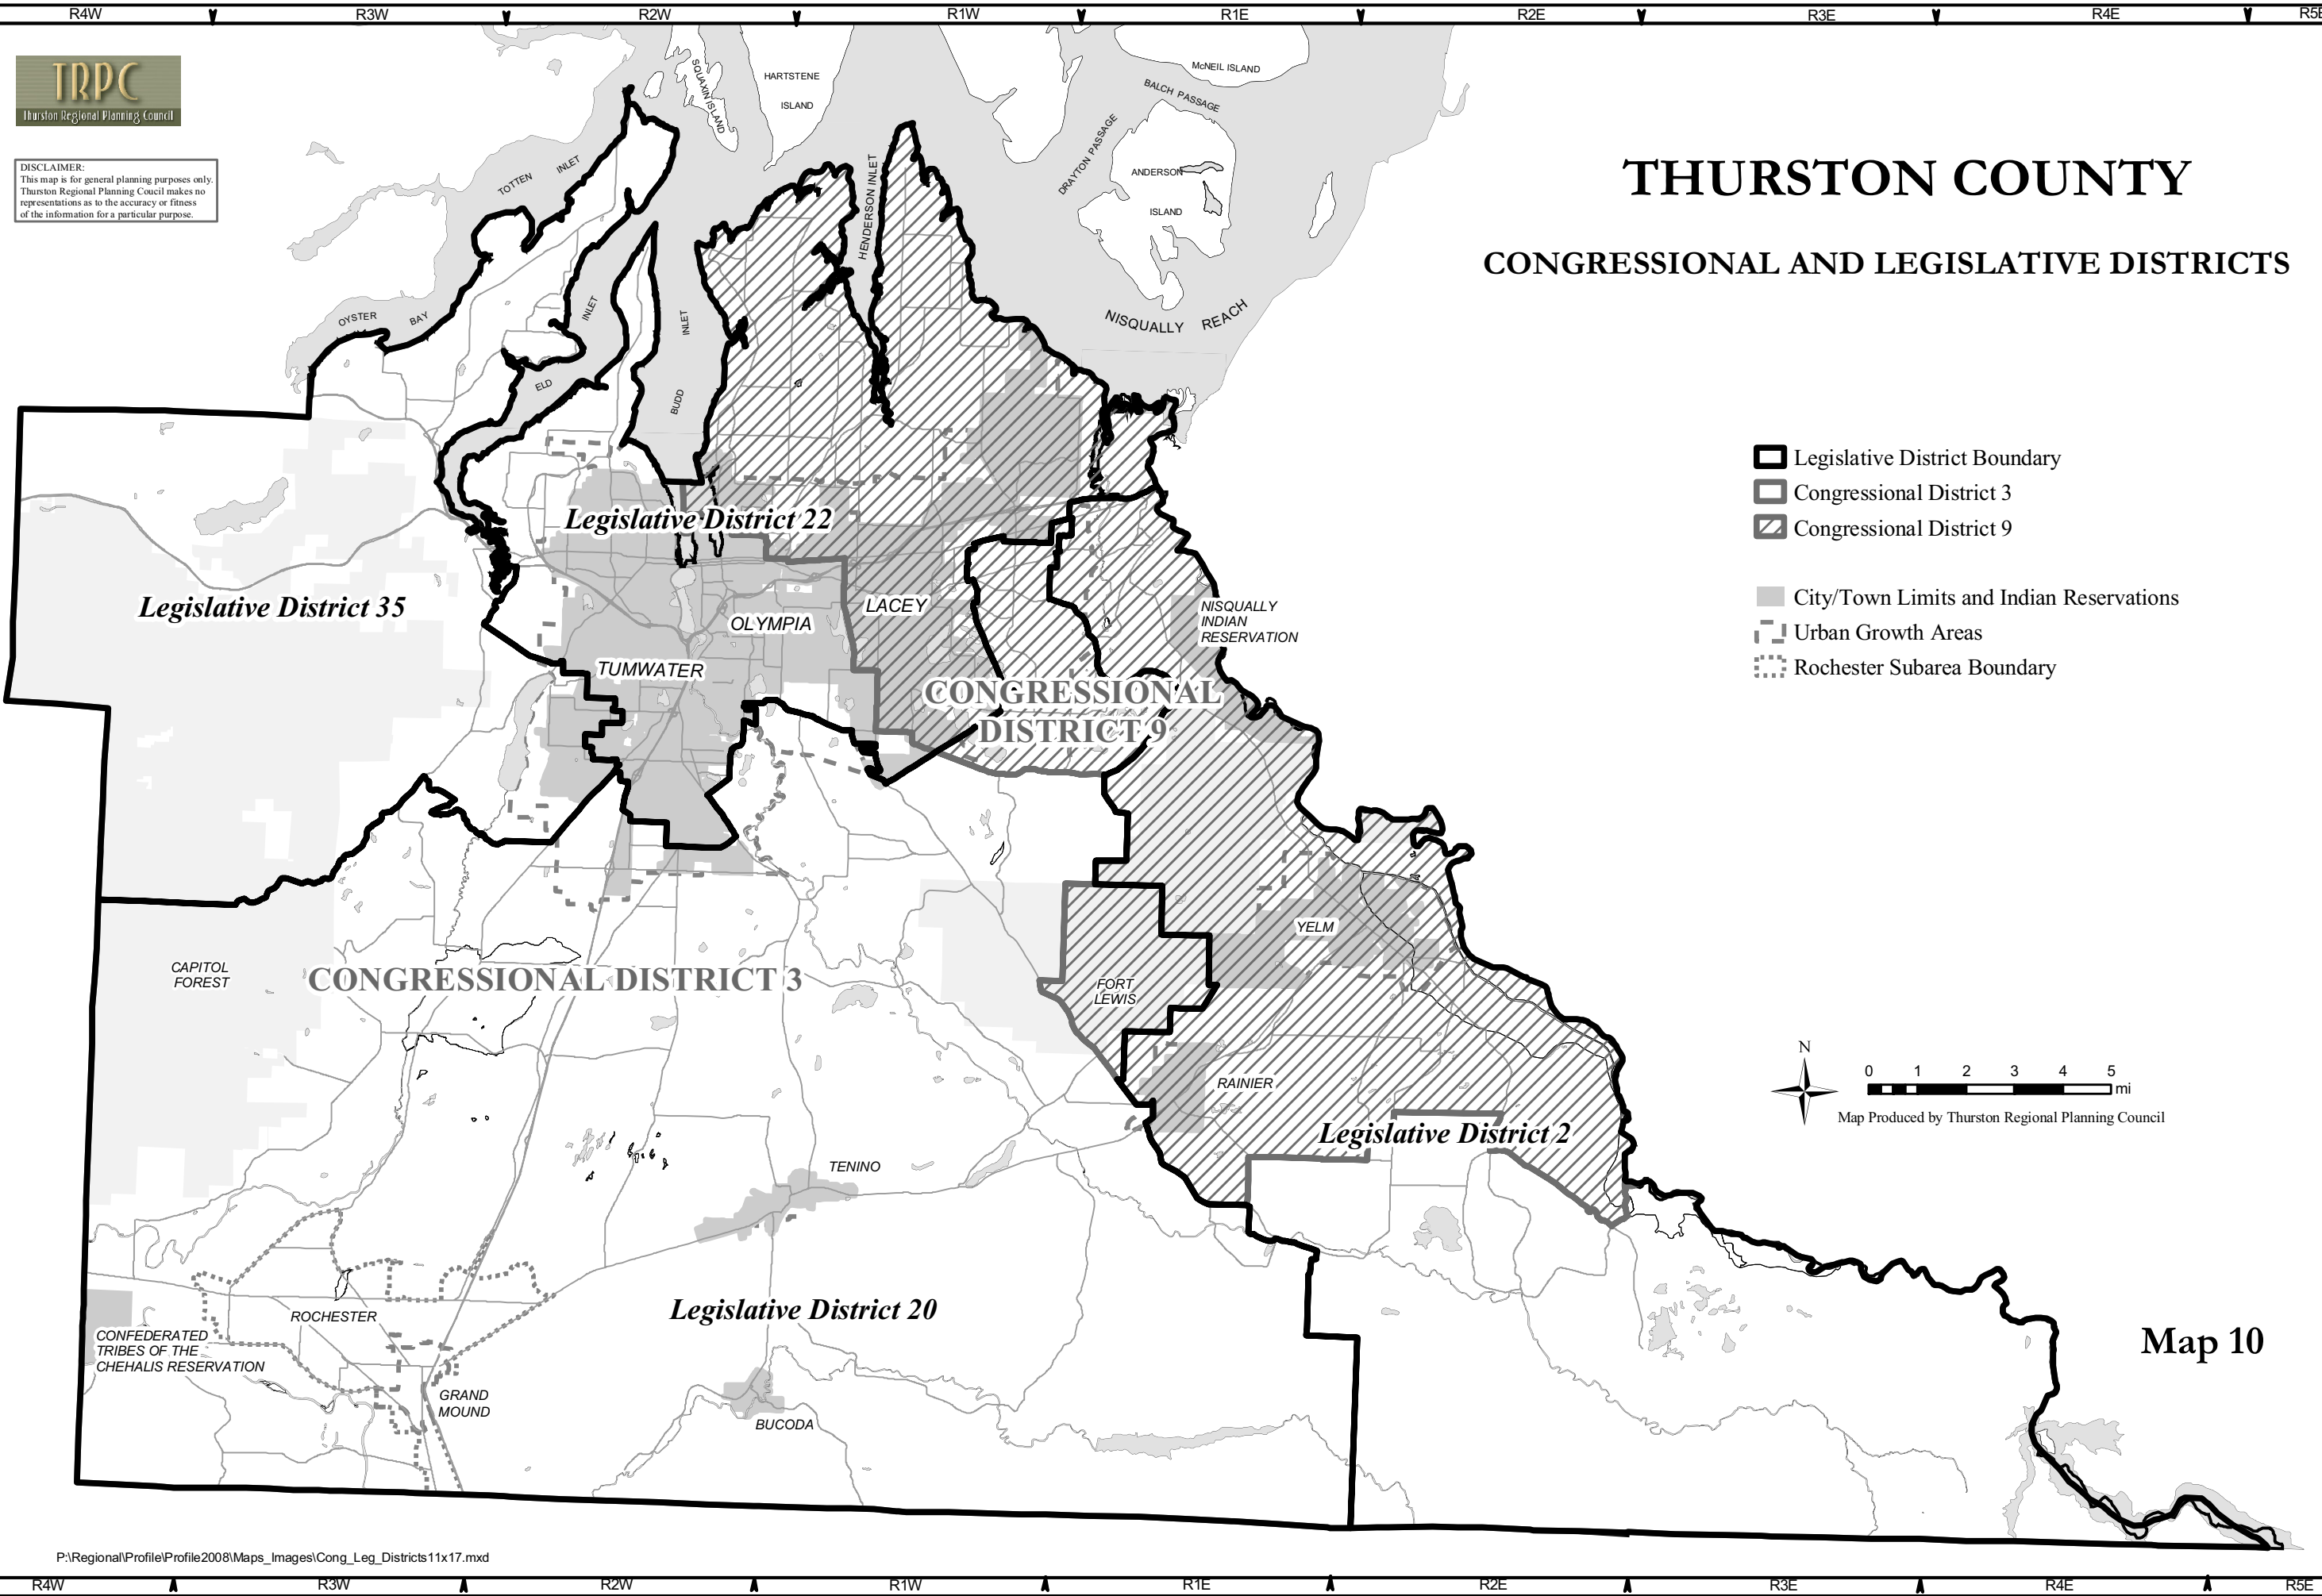 R4W R3W R2W R1W R1E R2E R3E R4E R5E
TRPC
Thurston Regional Planning Council
DISCLAIMER:
This map is for general planning purposes only.
Thurston Regional Planning Coucil makes no
representations as to the accuracy or fitness
of the information for a particular purpose.
THURSTON COUNTY
CONGRESSIONAL AND LEGISLATIVE DISTRICTS
SQUAXIN ISLAND
HARTSTENE
ISLAND
McNEIL ISLAND
BALCH PASSAGE
DRAYTON PASSAGE
ANDERSON
ISLAND
TOTTEN INLET
HENDERSON INLET
NISQUALLY REACH
OYSTER BAY
ELD INLET
BUDD INLET
Legislative District Boundary
Congressional District 3
Congressional District 9
City/Town Limits and Indian Reservations
Urban Growth Areas
Rochester Subarea Boundary
Legislative District 22
Legislative District 35
LACEY
OLYMPIA
TUMWATER
NISQUALLY
INDIAN
RESERVATION
CONGRESSIONAL
DISTRICT 9
YELM
CAPITOL
FOREST
CONGRESSIONAL DISTRICT 3
FORT
LEWIS
RAINIER
Legislative District 2
N
0 1 2 3 4 5
mi
Map Produced by Thurston Regional Planning Council
TENINO
Legislative District 20
ROCHESTER
CONFEDERATED
TRIBES OF THE
CHEHALIS RESERVATION
GRAND
MOUND
BUCODA
Map 10
P:\Regional\Profile\Profile2008\Maps_Images\Cong_Leg_Districts11x17.mxd
R4W R3W R2W R1W R1E R2E R3E R4E R5E